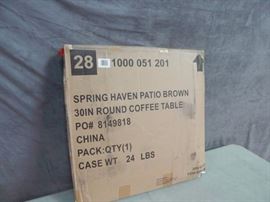 28 1000 051 201
SPRING HAVEN PATIO BROWN
30IN ROUND COFFEE TABLE
PO# 8149818
CHINA
PACK:QTY(1)
CASE WT 24 LBS